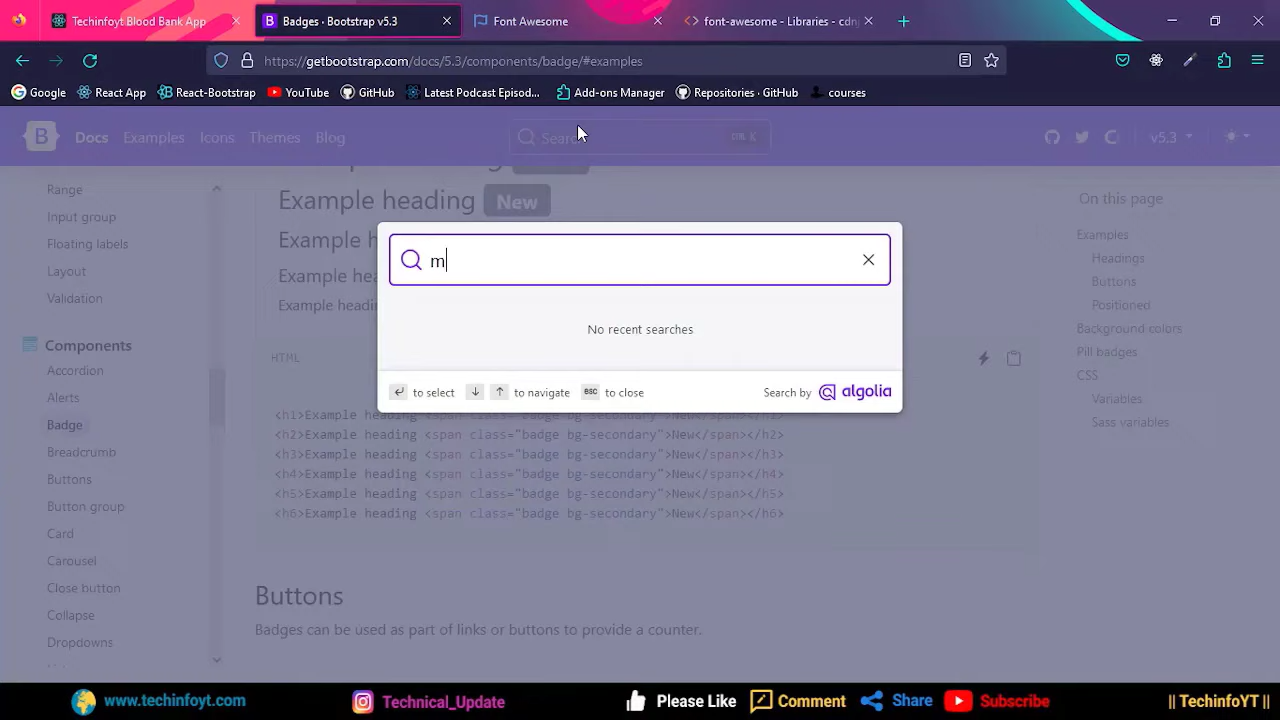 Techinfoyt Blood Bank App
Badges · Bootstrap v5.3
Font Awesome
font-awesome - Libraries - cdnj
https://getbootstrap.com/docs/5.3/components/badge/#examples
Google
React App
React-Bootstrap
YouTube
GitHub
Latest Podcast Episod...
Add-ons Manager
Repositories · GitHub
courses
B
Docs
Examples
Icons
Themes
Blog
Search
CTRL K
v5.3
Range
Input group
Floating labels
Layout
Validation
Components
Accordion
Alerts
Badge
Breadcrumb
Buttons
Button group
Card
Carousel
Close button
Collapse
Dropdowns
Example heading New
Example h
Example hea
Example headin
m
No recent searches
to select
to navigate
esc to close
Search by algolia
HTML
<h1>Example heading <span class="badge bg-secondary">New</span></h1>
<h2>Example heading <span class="badge bg-secondary">New</span></h2>
<h3>Example heading <span class="badge bg-secondary">New</span></h3>
<h4>Example heading <span class="badge bg-secondary">New</span></h4>
<h5>Example heading <span class="badge bg-secondary">New</span></h5>
<h6>Example heading <span class="badge bg-secondary">New</span></h6>
Buttons
Badges can be used as part of links or buttons to provide a counter.
On this page
Examples
Headings
Buttons
Positioned
Background colors
Pill badges
CSS
Variables
Sass variables
www.techinfoyt.com
Technical_Update
Please Like
Comment
Share
Subscribe
|| TechinfoYT ||